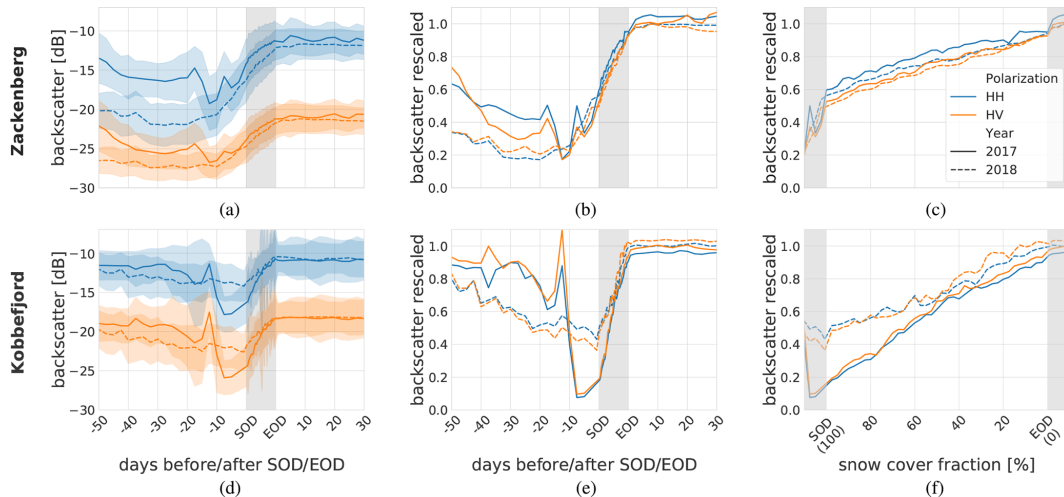 Zackenberg
backscatter [dB]
−10
−15
−20
−25
−30
(a)
backscatter rescaled
1.0
0.8
0.6
0.4
0.2
0.0
(b)
backscatter rescaled
1.0
0.8
0.6
0.4
0.2
0.0
Polarization
HH
HV
Year
2017
2018
(c)
Kobbefjord
backscatter [dB]
−10
−15
−20
−25
−30
-50
-40
-30
-20
-10
SOD
EOD
10
20
30
days before/after SOD/EOD
(d)
backscatter rescaled
1.0
0.8
0.6
0.4
0.2
0.0
-50
-40
-30
-20
-10
SOD
EOD
10
20
30
days before/after SOD/EOD
(e)
backscatter rescaled
1.0
0.8
0.6
0.4
0.2
0.0
SOD
(100)
80
60
40
20
EOD
(0)
snow cover fraction [%]
(f)